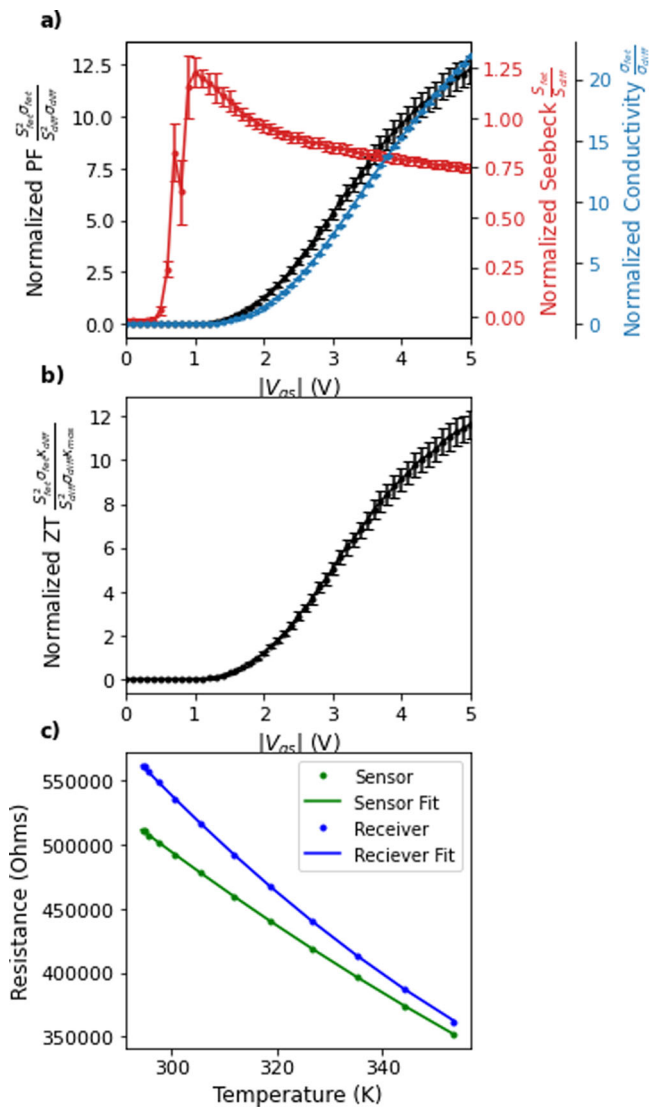 a)
Normalized PF S²fet σfet / S²diff σdiff
12.5
10.0
7.5
5.0
2.5
0.0
1.25
1.00
0.75
0.50
0.25
0.00
Normalized Seebeck Sfet / Sdiff
20
15
10
5
0
Normalized Conductivity σfet / σdiff
0 1 2 3 4 5
|Vgs| (V)
b)
Normalized ZT S²fet σfet κdiff / S²diff σdiff κmos
12
10
8
6
4
2
0
0 1 2 3 4 5
|Vgs| (V)
c)
Resistance (Ohms)
550000
500000
450000
400000
350000
Sensor
Sensor Fit
Receiver
Reciever Fit
300 320 340
Temperature (K)